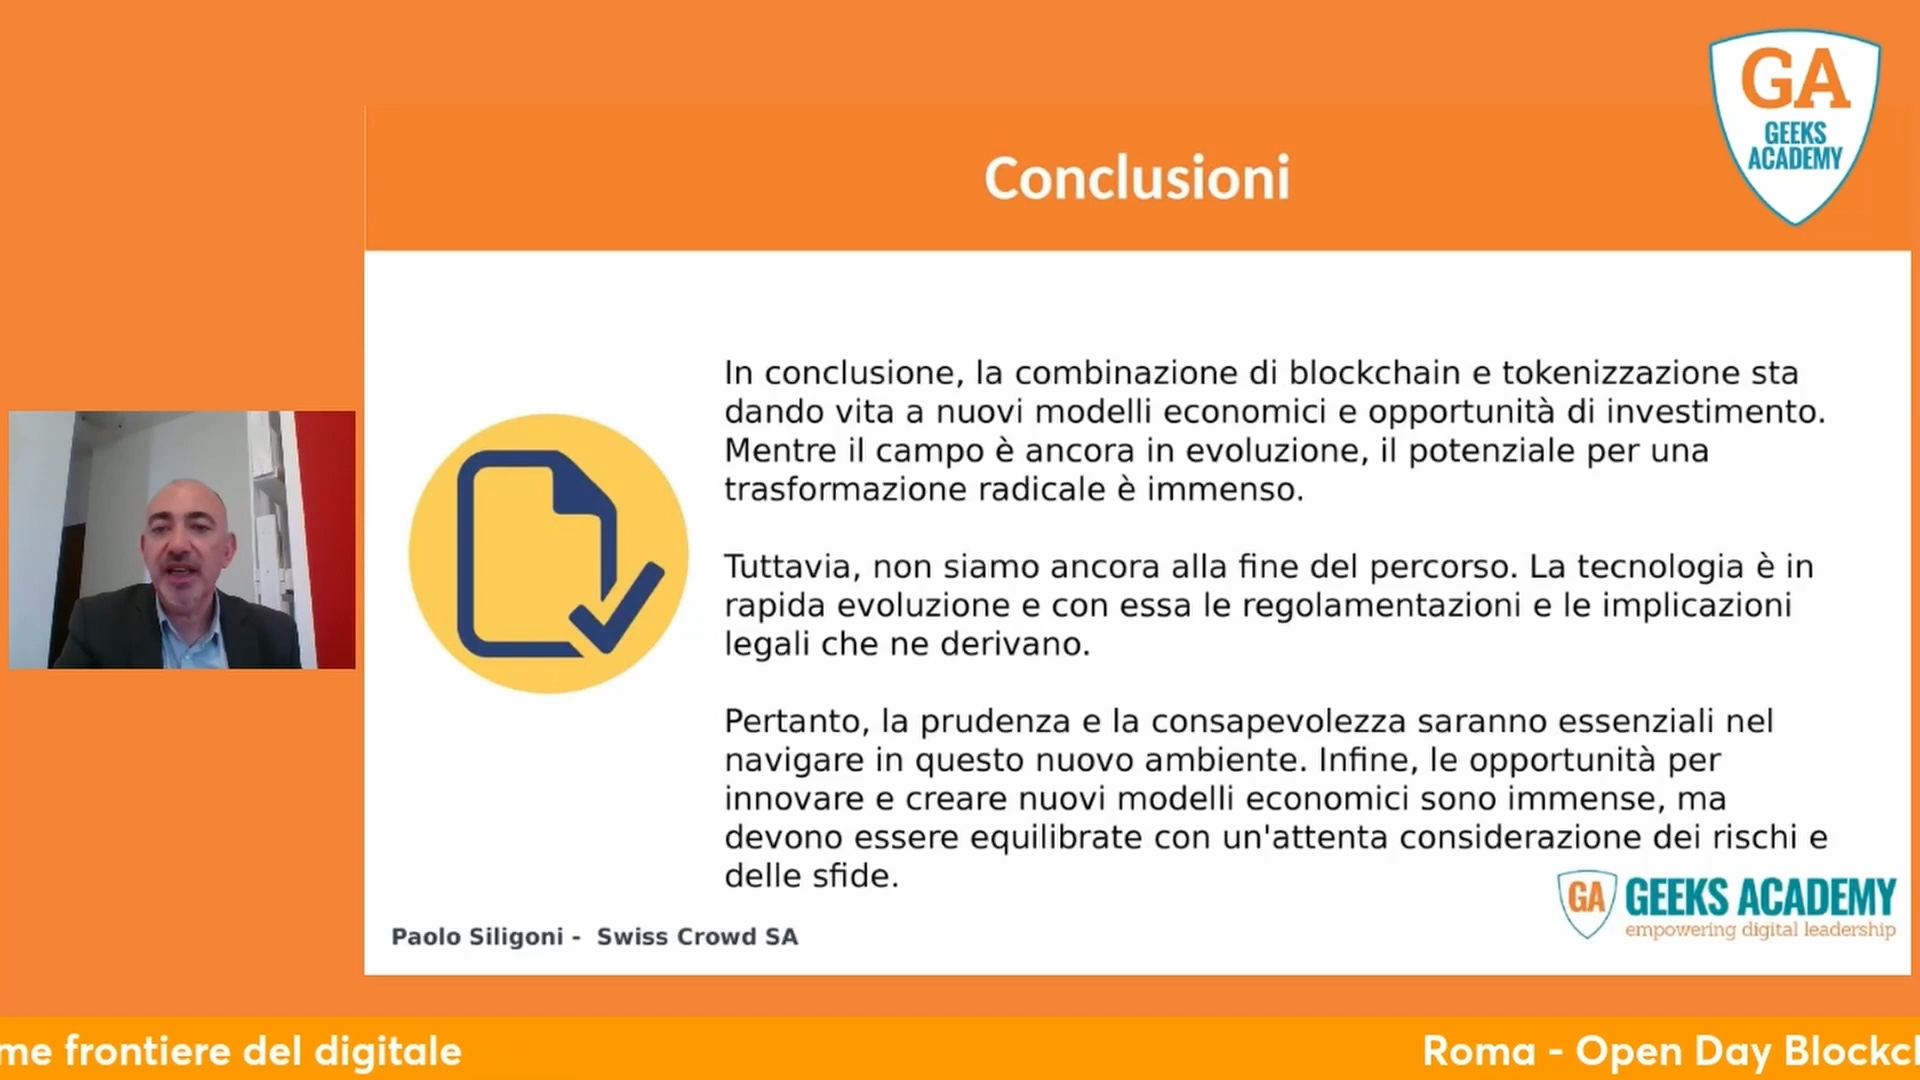 GA
GEEKS
ACADEMY
Conclusioni
In conclusione, la combinazione di blockchain e tokenizzazione sta
dando vita a nuovi modelli economici e opportunità di investimento.
Mentre il campo è ancora in evoluzione, il potenziale per una
trasformazione radicale è immenso.
Tuttavia, non siamo ancora alla fine del percorso. La tecnologia è in
rapida evoluzione e con essa le regolamentazioni e le implicazioni
legali che ne derivano.
Pertanto, la prudenza e la consapevolezza saranno essenziali nel
navigare in questo nuovo ambiente. Infine, le opportunità per
innovare e creare nuovi modelli economici sono immense, ma
devono essere equilibrate con un'attenta considerazione dei rischi e
delle sfide.
GA GEEKS ACADEMY
empowering digital leadership
Paolo Siligoni - Swiss Crowd SA
me frontiere del digitale
Roma - Open Day Blockc